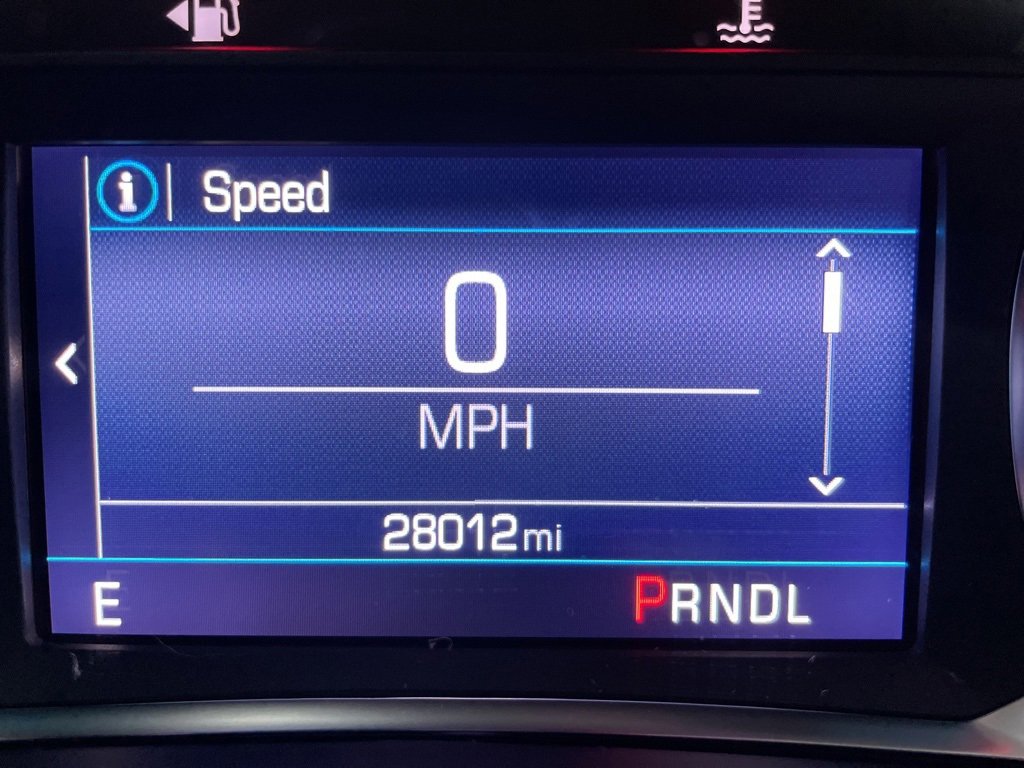 Speed
0
MPH
28012mi
E
PRNDL